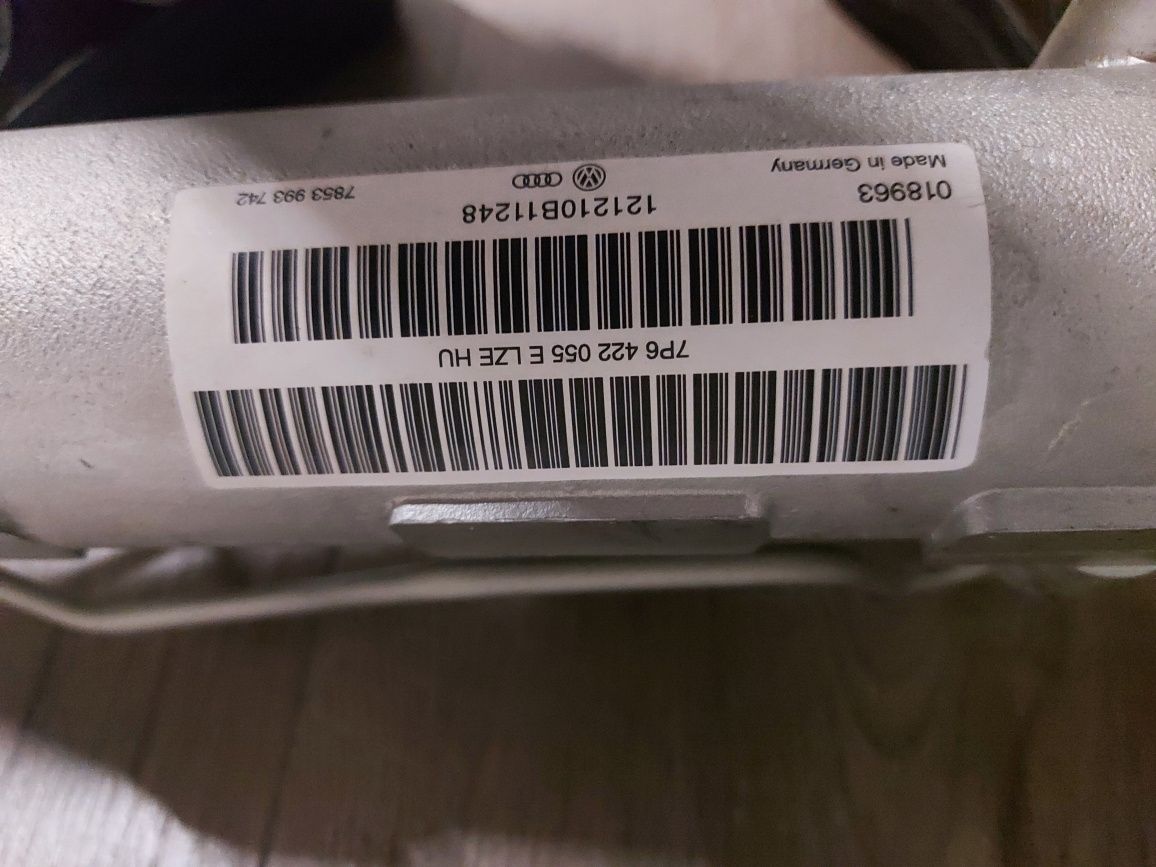 7P6 422 055 E LZE HU
018963 121210B11248
Made in Germany 7853 993 742